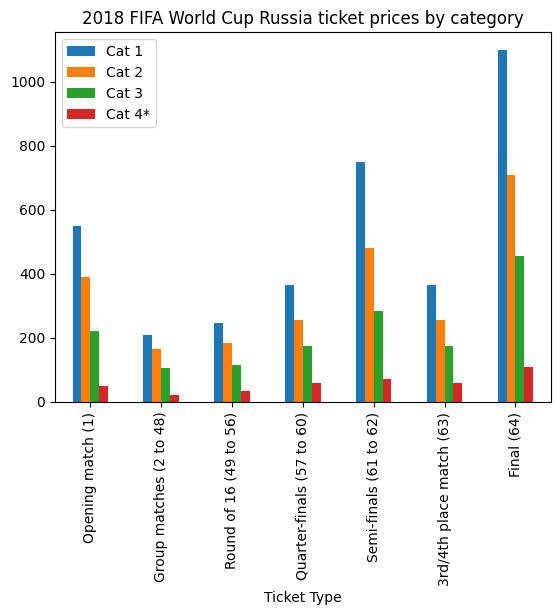 2018 FIFA World Cup Russia ticket prices by category
Cat 1
Cat 2
Cat 3
Cat 4*
1000
800
600
400
200
0
Opening match (1)
Group matches (2 to 48)
Round of 16 (49 to 56)
Quarter-finals (57 to 60)
Semi-finals (61 to 62)
3rd/4th place match (63)
Final (64)
Ticket Type